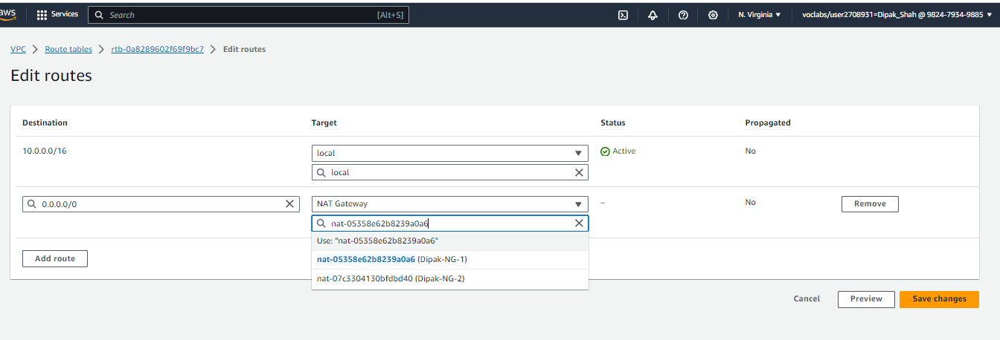 aws Services Search [Alt+S] N. Virginia voclabs/user2708931=Dipak_Shah @ 9824-7934-9885
VPC Route tables rtb-0a8289602f69f9bc7 Edit routes
Edit routes
Destination Target Status Propagated
10.0.0.0/16 local Active No
local
0.0.0.0/0 NAT Gateway – No Remove
nat-05358e62b8239a0a6
Use: "nat-05358e62b8239a0a6"
Add route nat-05358e62b8239a0a6 (Dipak-NG-1)
nat-07c3304130bfdbd40 (Dipak-NG-2)
Cancel Preview Save changes